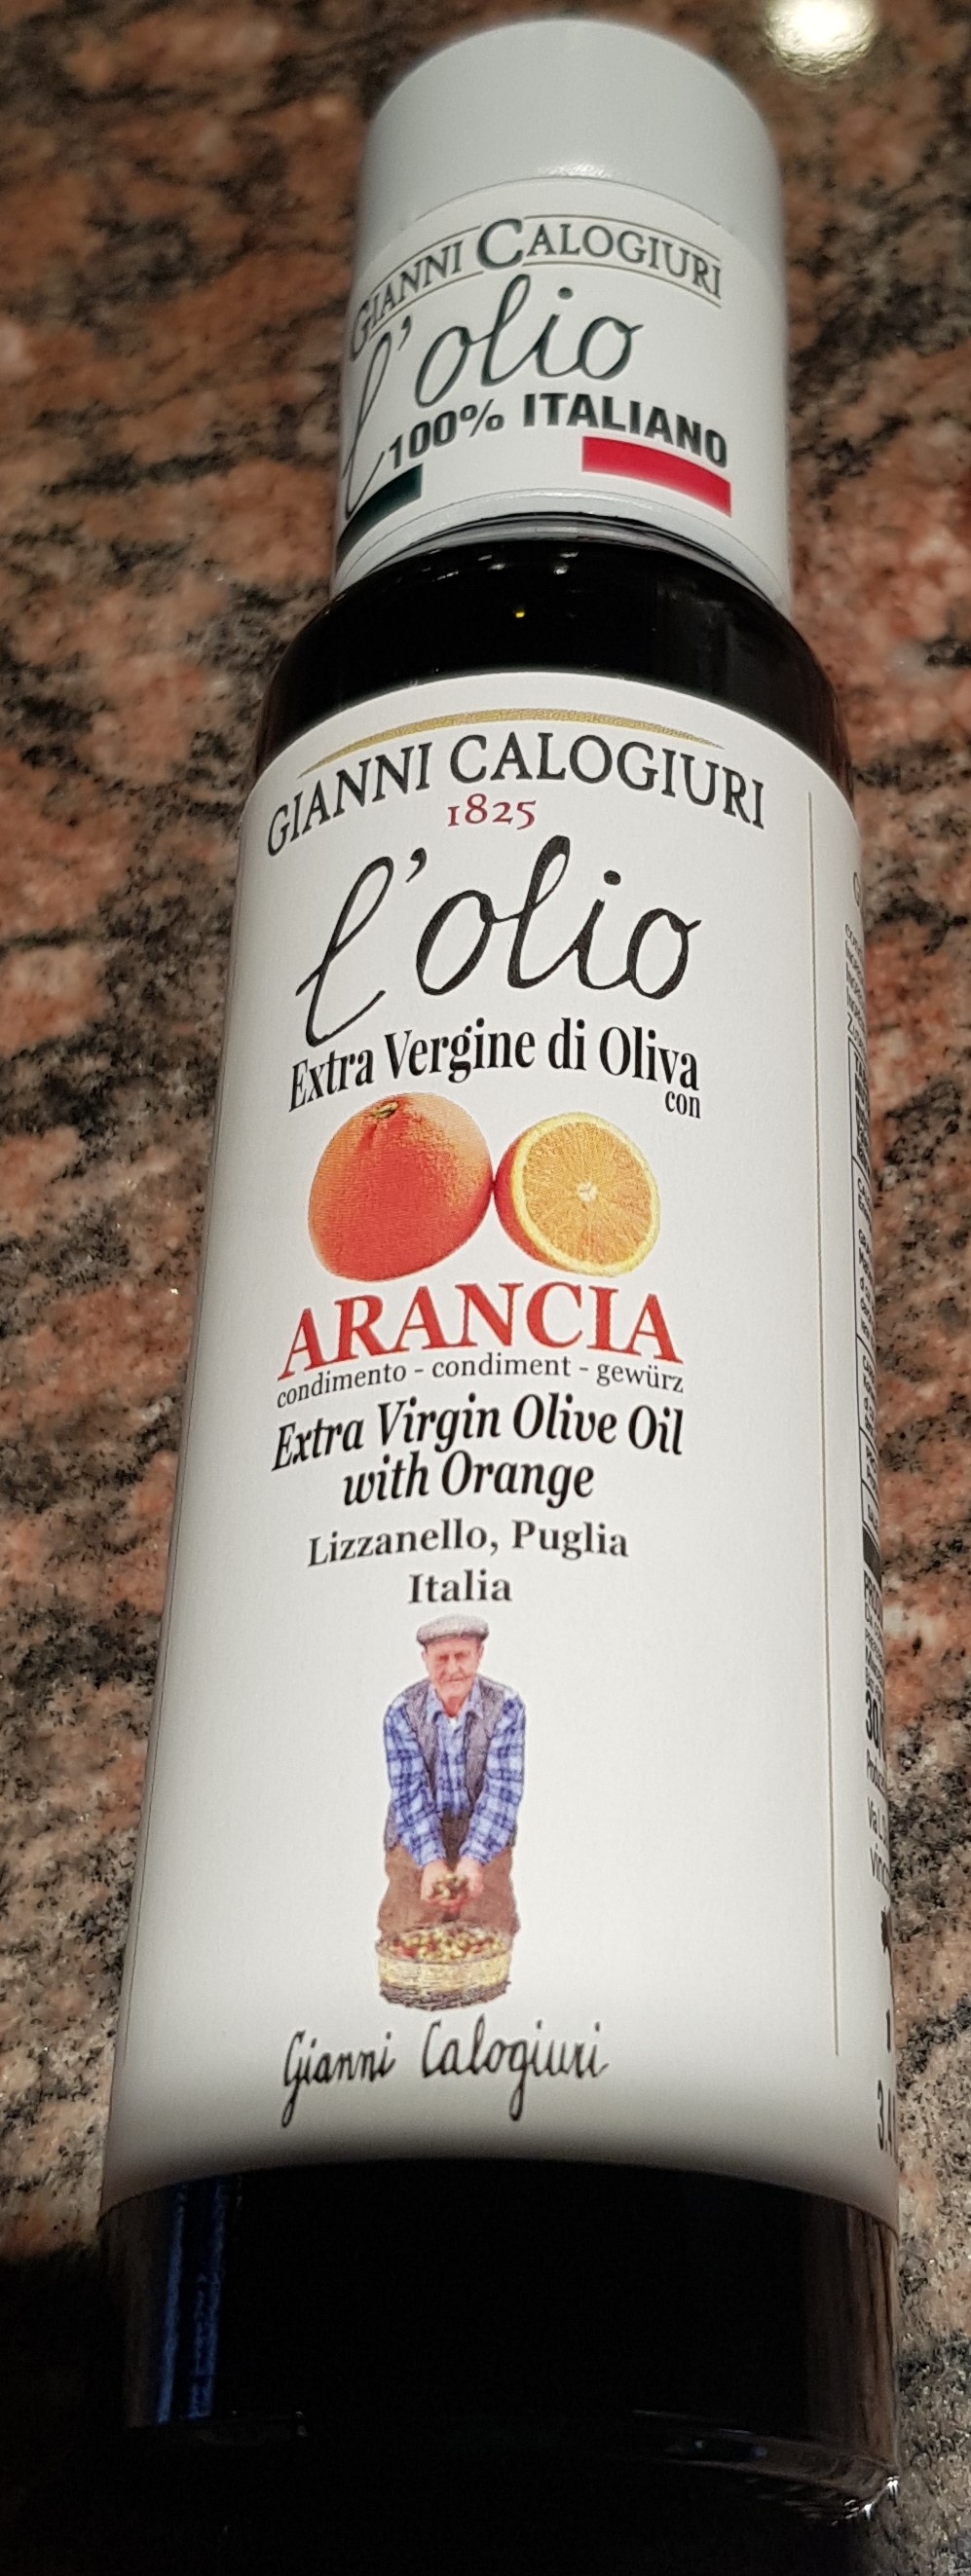 GIANNI CALOGIURI
l'olio
100% ITALIANO
GIANNI CALOGIURI
1825
l'olio
Extra Vergine di Oliva
con
ARANCIA
condimento - condiment - gewürz
Extra Virgin Olive Oil
with Orange
Lizzanello, Puglia
Italia
Gianni Calogiuri